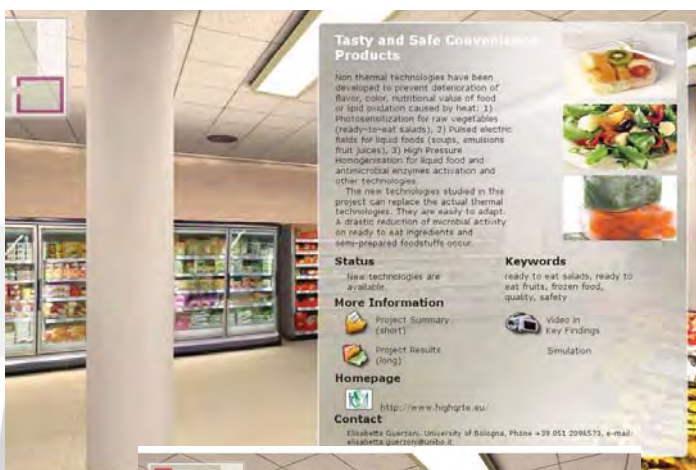 Tasty and Safe Convenience
Products
Non thermal technologies have been
developed to prevent deterioration of
flavor, color, nutritional value of food
or lipid oxidation caused by heat: 1)
Photosensitization for raw vegetables
(ready-to-eat salads), 2) Pulsed electric
fields for liquid foods (soups, emulsions
fruit juices), 3) High Pressure
Homogenisation for liquid food and
antimicrobial enzymes activation and
other technologies.
The new technologies studied in this
project can replace the actual thermal
technologies. They are easily to adapt.
A drastic reduction of microbial activity
on ready to eat ingredients and
semi-prepared foodstuffs occur.
Status
New technologies are
available.
Keywords
ready to eat salads, ready to
eat fruits, frozen food,
quality, safety
More Information
Project Summary
(short)
Video in
Key Findings
Project Results
(long)
Simulation
Homepage
http://www.highqrte.eu/
Contact
Elisabetta Guerzoni, University of Bologna, Phone +39 051 2096573, e-mail:
elisabetta.guerzoni@unibo.it